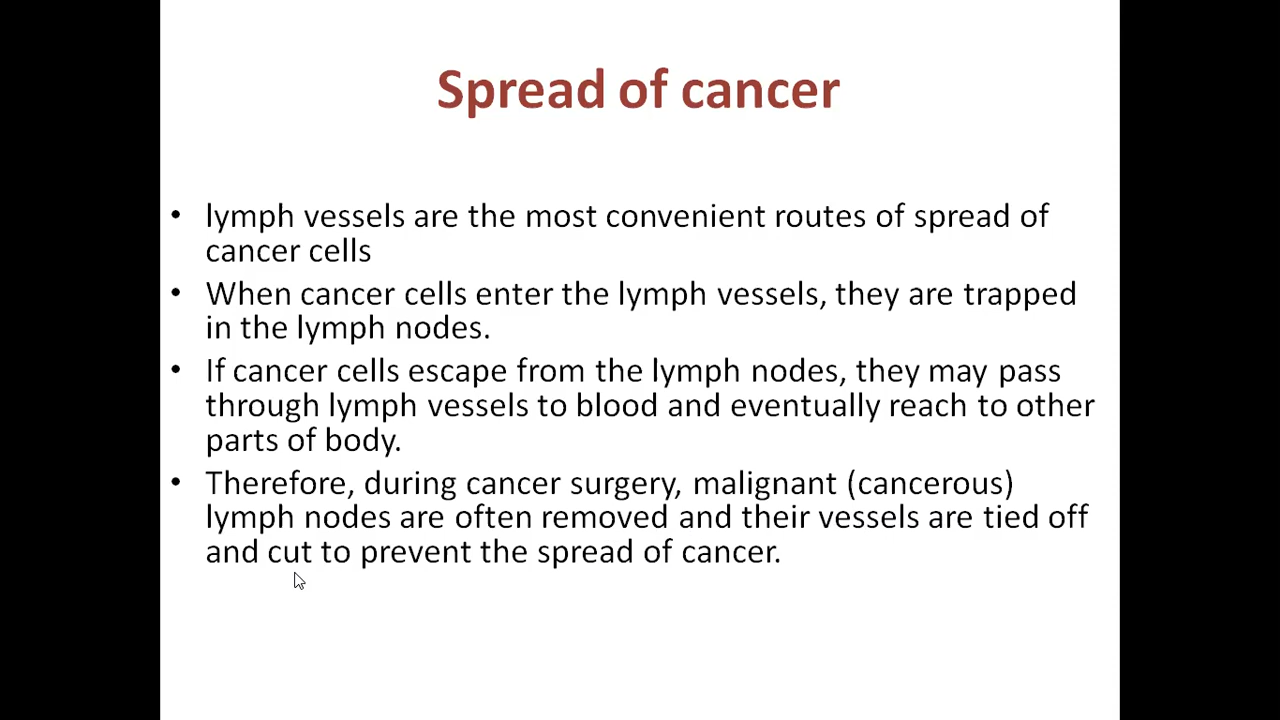 Spread of cancer
• lymph vessels are the most convenient routes of spread of
cancer cells
• When cancer cells enter the lymph vessels, they are trapped
in the lymph nodes.
• If cancer cells escape from the lymph nodes, they may pass
through lymph vessels to blood and eventually reach to other
parts of body.
• Therefore, during cancer surgery, malignant (cancerous)
lymph nodes are often removed and their vessels are tied off
and cut to prevent the spread of cancer.